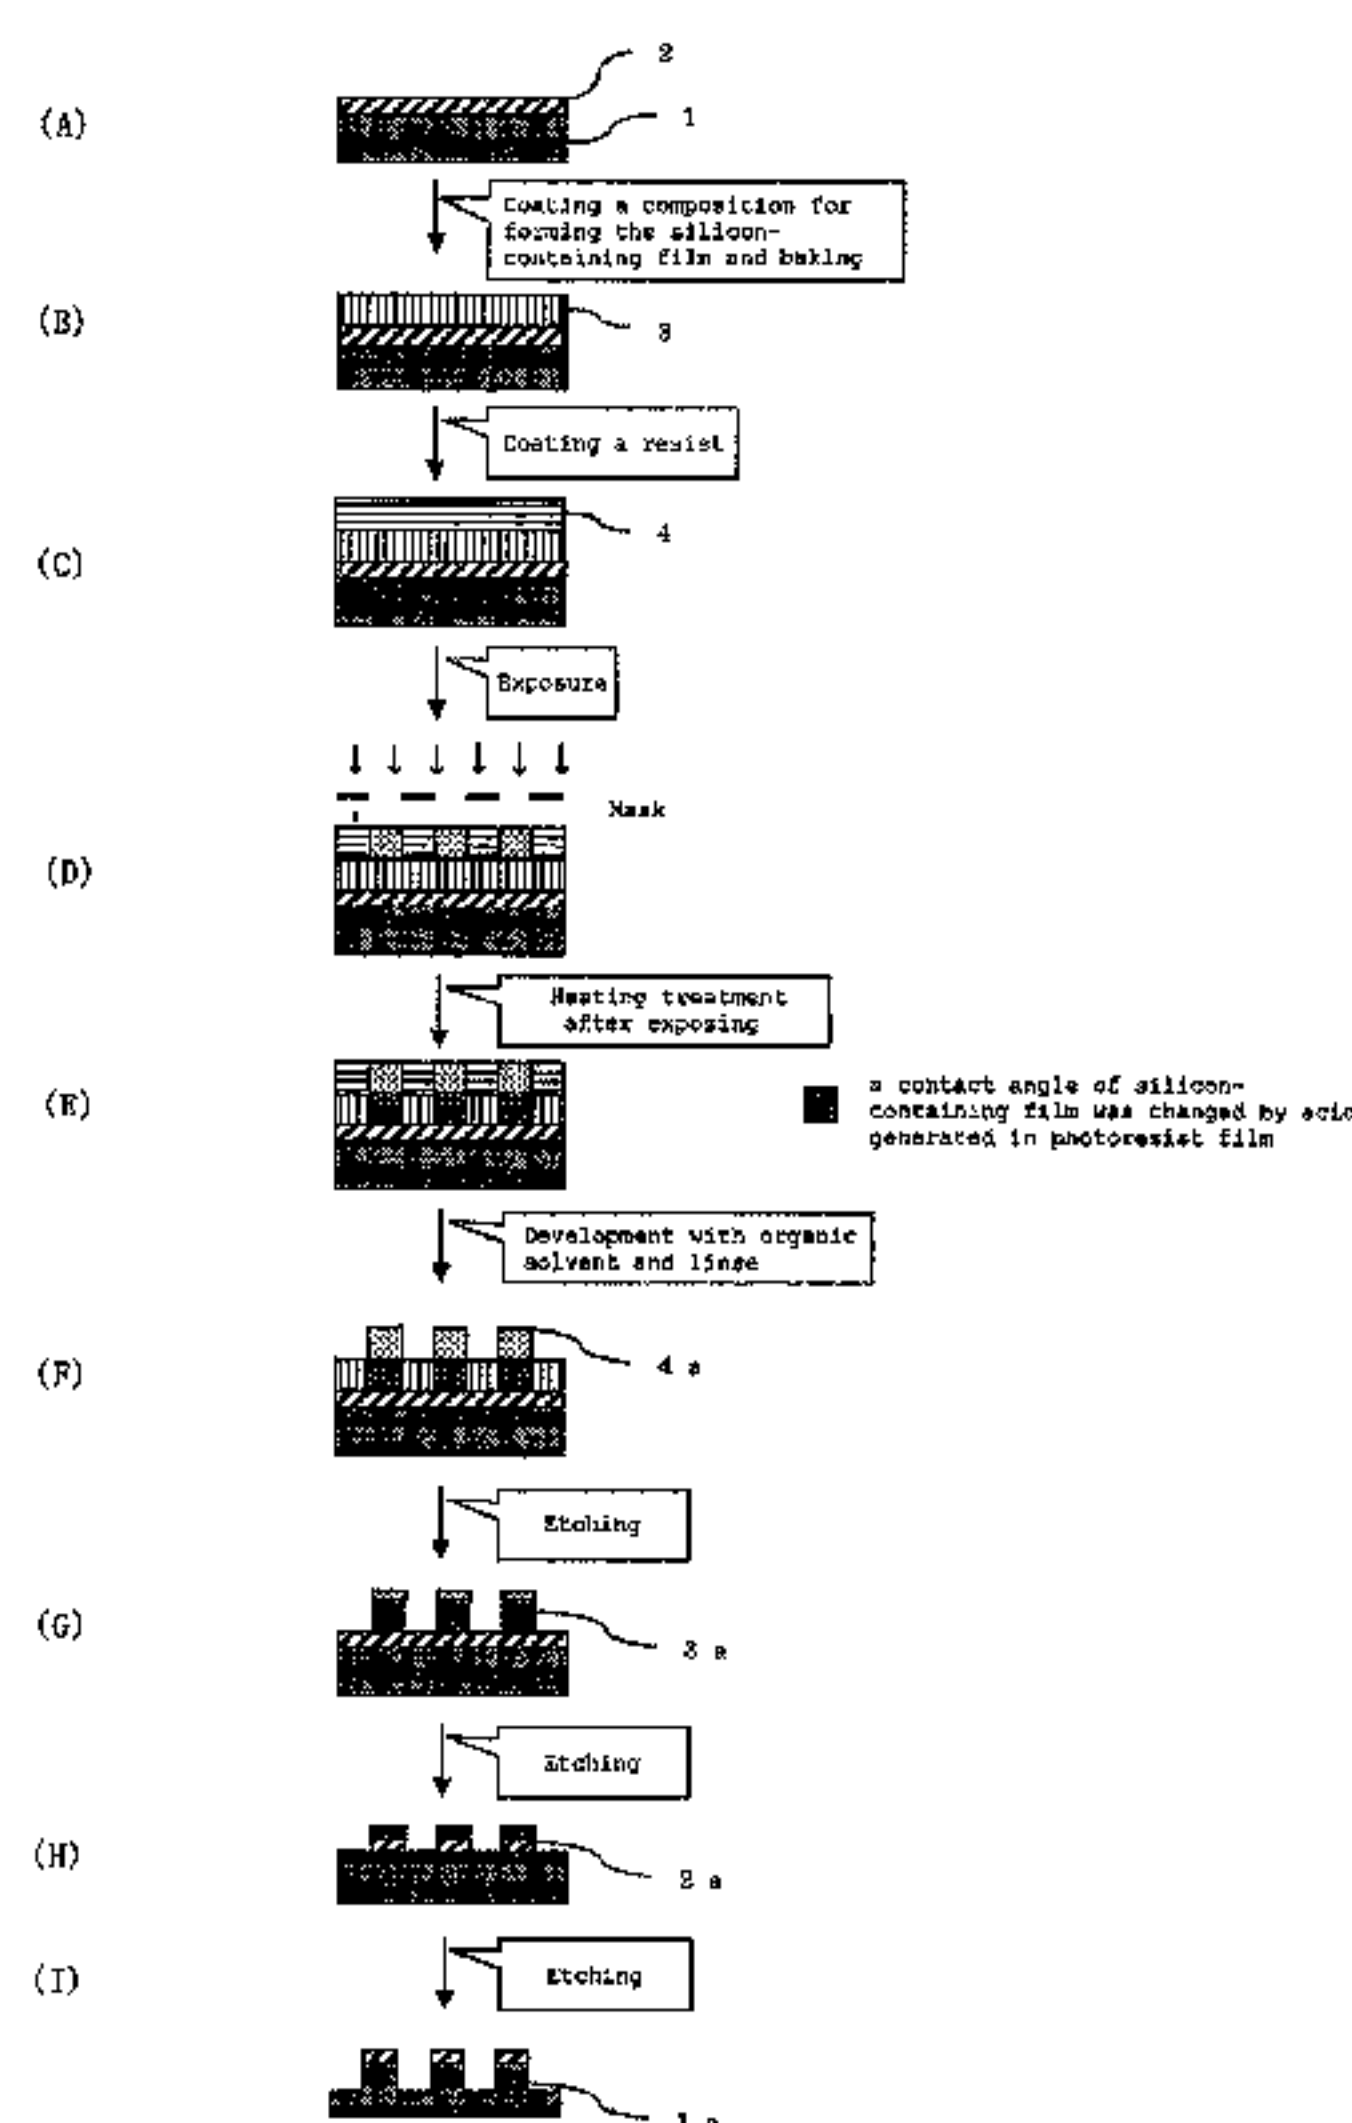 2
(A)
1
Coating a composition for
forming the silicon-
containing film and baking
(B)
3
Coating a resist
4
(C)
Exposure
Mask
(D)
Heating treatment
after exposing
(E)
a contact angle of silicon-
containing film was changed by acid
generated in photoresist film
Development with organic
solvent and linse
(F)
4 a
Etching
(G)
3 a
Etching
(H)
2 a
Etching
(I)
1 a